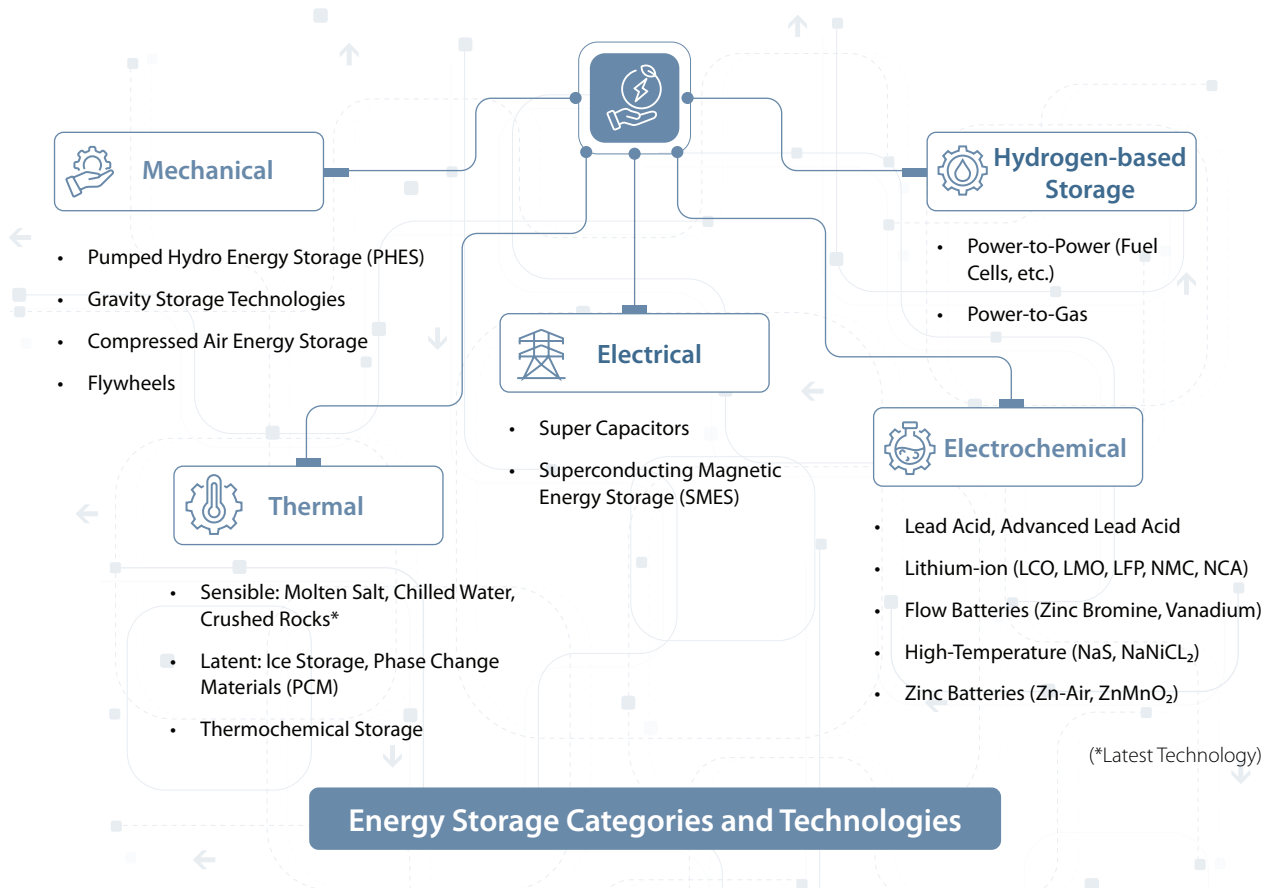 Mechanical
• Pumped Hydro Energy Storage (PHES)
• Gravity Storage Technologies
• Compressed Air Energy Storage
• Flywheels
Thermal
• Sensible: Molten Salt, Chilled Water,
Crushed Rocks*
• Latent: Ice Storage, Phase Change
Materials (PCM)
• Thermochemical Storage
Electrical
• Super Capacitors
• Superconducting Magnetic
Energy Storage (SMES)
Hydrogen-based
Storage
• Power-to-Power (Fuel
Cells, etc.)
• Power-to-Gas
Electrochemical
• Lead Acid, Advanced Lead Acid
• Lithium-ion (LCO, LMO, LFP, NMC, NCA)
• Flow Batteries (Zinc Bromine, Vanadium)
• High-Temperature (NaS, NaNiCL₂)
• Zinc Batteries (Zn-Air, ZnMnO₂)
(*Latest Technology)
Energy Storage Categories and Technologies